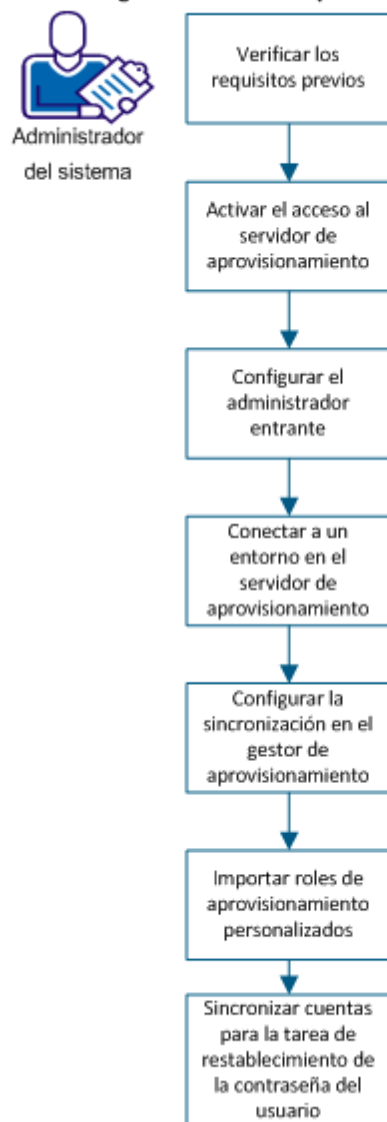 Administrador
del sistema
Verificar los
requisitos previos
Activar el acceso al
servidor de
aprovisionamiento
Configurar el
administrador
entrante
Conectar a un
entorno en el
servidor de
aprovisionamiento
Configurar la
sincronización en el
gestor de
aprovisionamiento
Importar roles de
aprovisionamiento
personalizados
Sincronizar cuentas
para la tarea de
restablecimiento de
la contraseña del
usuario